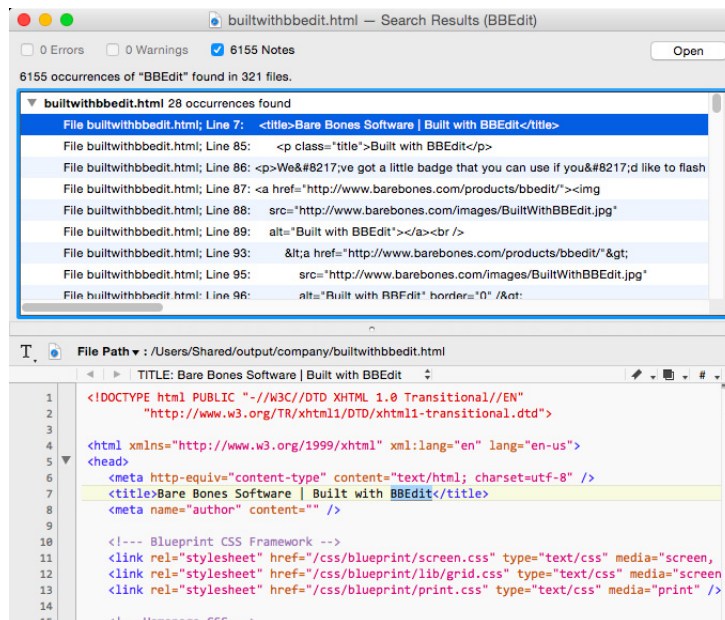 builtwithbbedit.html — Search Results (BBEdit)
0 Errors 0 Warnings 6155 Notes Open
6155 occurrences of "BBEdit" found in 321 files.
▼ builtwithbbedit.html 28 occurrences found
File builtwithbbedit.html; Line 7: <title>Bare Bones Software | Built with BBEdit</title>
File builtwithbbedit.html; Line 85: <p class="title">Built with BBEdit</p>
File builtwithbbedit.html; Line 86: <p>We&#8217;ve got a little badge that you can use if you&#8217;d like to flash
File builtwithbbedit.html; Line 87: <a href="http://www.barebones.com/products/bbedit/"><img
File builtwithbbedit.html; Line 88: src="http://www.barebones.com/images/BuiltWithBBEdit.jpg"
File builtwithbbedit.html; Line 89: alt="Built with BBEdit"></a><br />
File builtwithbbedit.html; Line 93: &lt;a href="http://www.barebones.com/products/bbedit/"&gt;
File builtwithbbedit.html; Line 95: src="http://www.barebones.com/images/BuiltWithBBEdit.jpg"
File builtwithbbedit.html; Line 96: alt="Built with BBEdit" border="0" /&gt;
T. File Path ▾ : /Users/Shared/output/company/builtwithbbedit.html
TITLE: Bare Bones Software | Built with BBEdit #
1 <!DOCTYPE html PUBLIC "-//W3C//DTD XHTML 1.0 Transitional//EN"
2 "http://www.w3.org/TR/xhtml1/DTD/xhtml1-transitional.dtd">
3
4 <html xmlns="http://www.w3.org/1999/xhtml" xml:lang="en" lang="en-us">
5 <head>
6 <meta http-equiv="content-type" content="text/html; charset=utf-8" />
7 <title>Bare Bones Software | Built with BBEdit</title>
8 <meta name="author" content="" />
9
10 <!--- Blueprint CSS Framework -->
11 <link rel="stylesheet" href="/css/blueprint/screen.css" type="text/css" media="screen,
12 <link rel="stylesheet" href="/css/blueprint/lib/grid.css" type="text/css" media="screen
13 <link rel="stylesheet" href="/css/blueprint/print.css" type="text/css" media="print" />
14